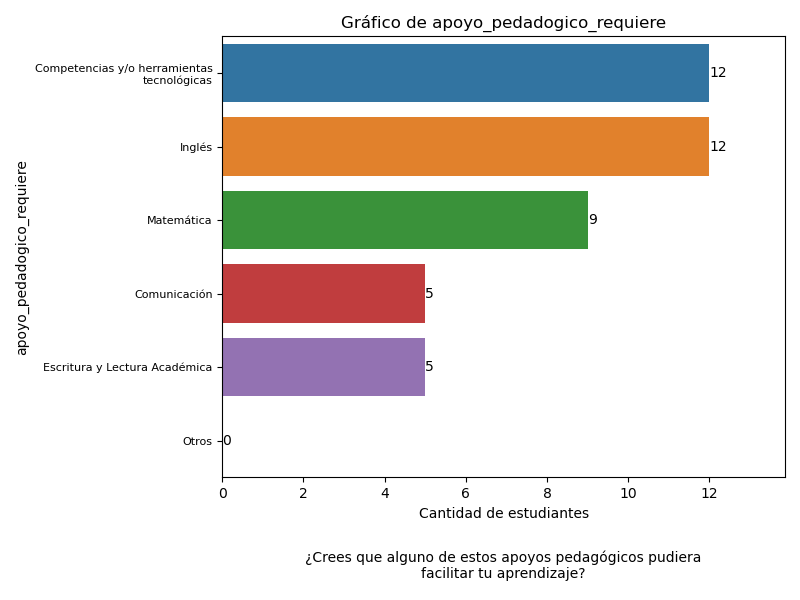 Gráfico de apoyo_pedadogico_requiere
Competencias y/o herramientas
tecnológicas
12
Inglés
12
Matemática
9
Comunicación
5
Escritura y Lectura Académica
5
Otros
0
apoyo_pedadogico_requiere
0 2 4 6 8 10 12
Cantidad de estudiantes
¿Crees que alguno de estos apoyos pedagógicos pudiera
facilitar tu aprendizaje?